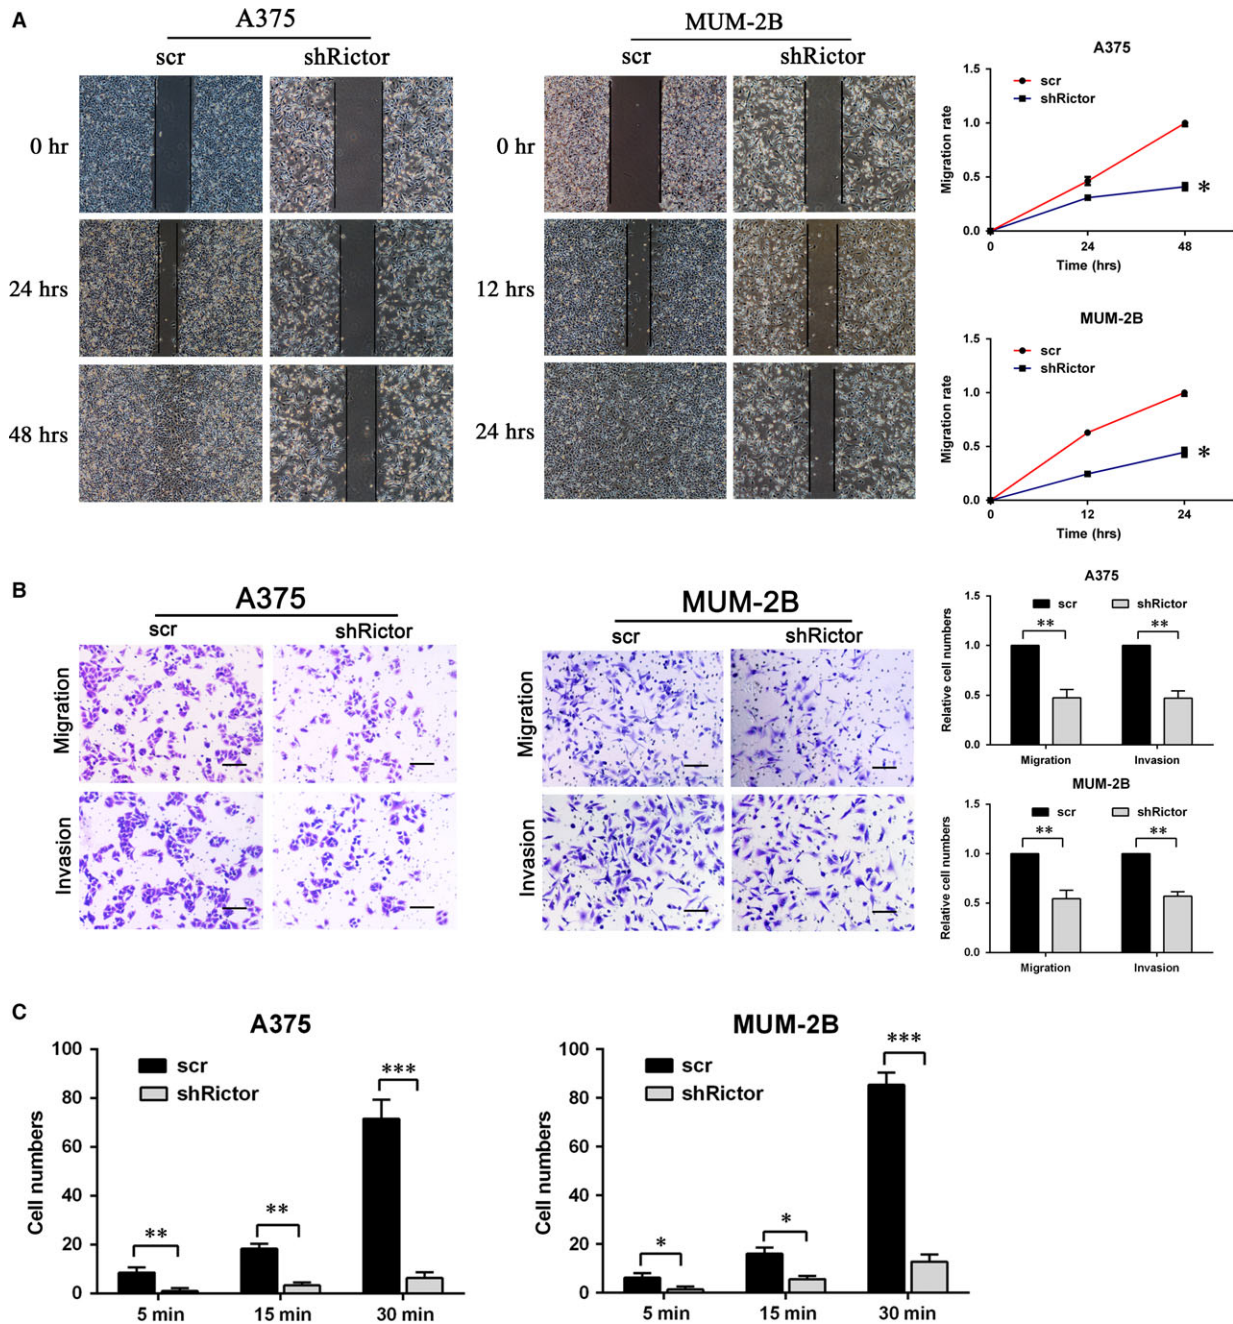 A
A375
scr
shRictor
0 hr
24 hrs
48 hrs
MUM-2B
scr
shRictor
0 hr
12 hrs
24 hrs
A375
scr
shRictor
Migration rate
1.5
1.0
0.5
0.0
0
24
48
*
Time (hrs)
MUM-2B
scr
shRictor
Migration rate
1.5
1.0
0.5
0.0
0
12
24
*
Time (hrs)
B
A375
scr
shRictor
Migration
Invasion
MUM-2B
scr
shRictor
Migration
Invasion
A375
scr
shRictor
Relative cell numbers
1.5
1.0
0.5
0.0
**
**
Migration
Invasion
MUM-2B
scr
shRictor
Relative cell numbers
1.5
1.0
0.5
0.0
**
**
Migration
Invasion
C
A375
scr
shRictor
Cell numbers
100
80
60
40
20
0
**
**
***
5 min
15 min
30 min
MUM-2B
scr
shRictor
Cell numbers
100
80
60
40
20
0
*
*
***
5 min
15 min
30 min